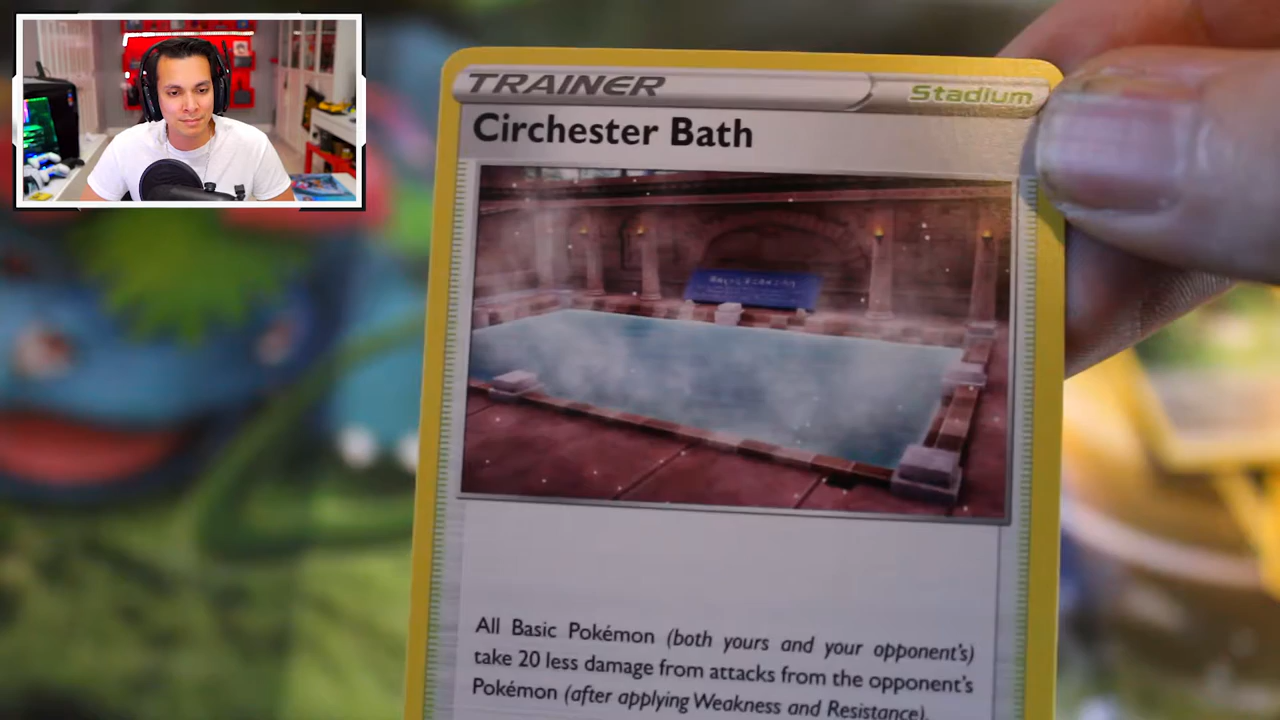 TRAINER Stadium
Circhester Bath
All Basic Pokémon (both yours and your opponent's)
take 20 less damage from attacks from the opponent's
Pokémon (after applying Weakness and Resistance).